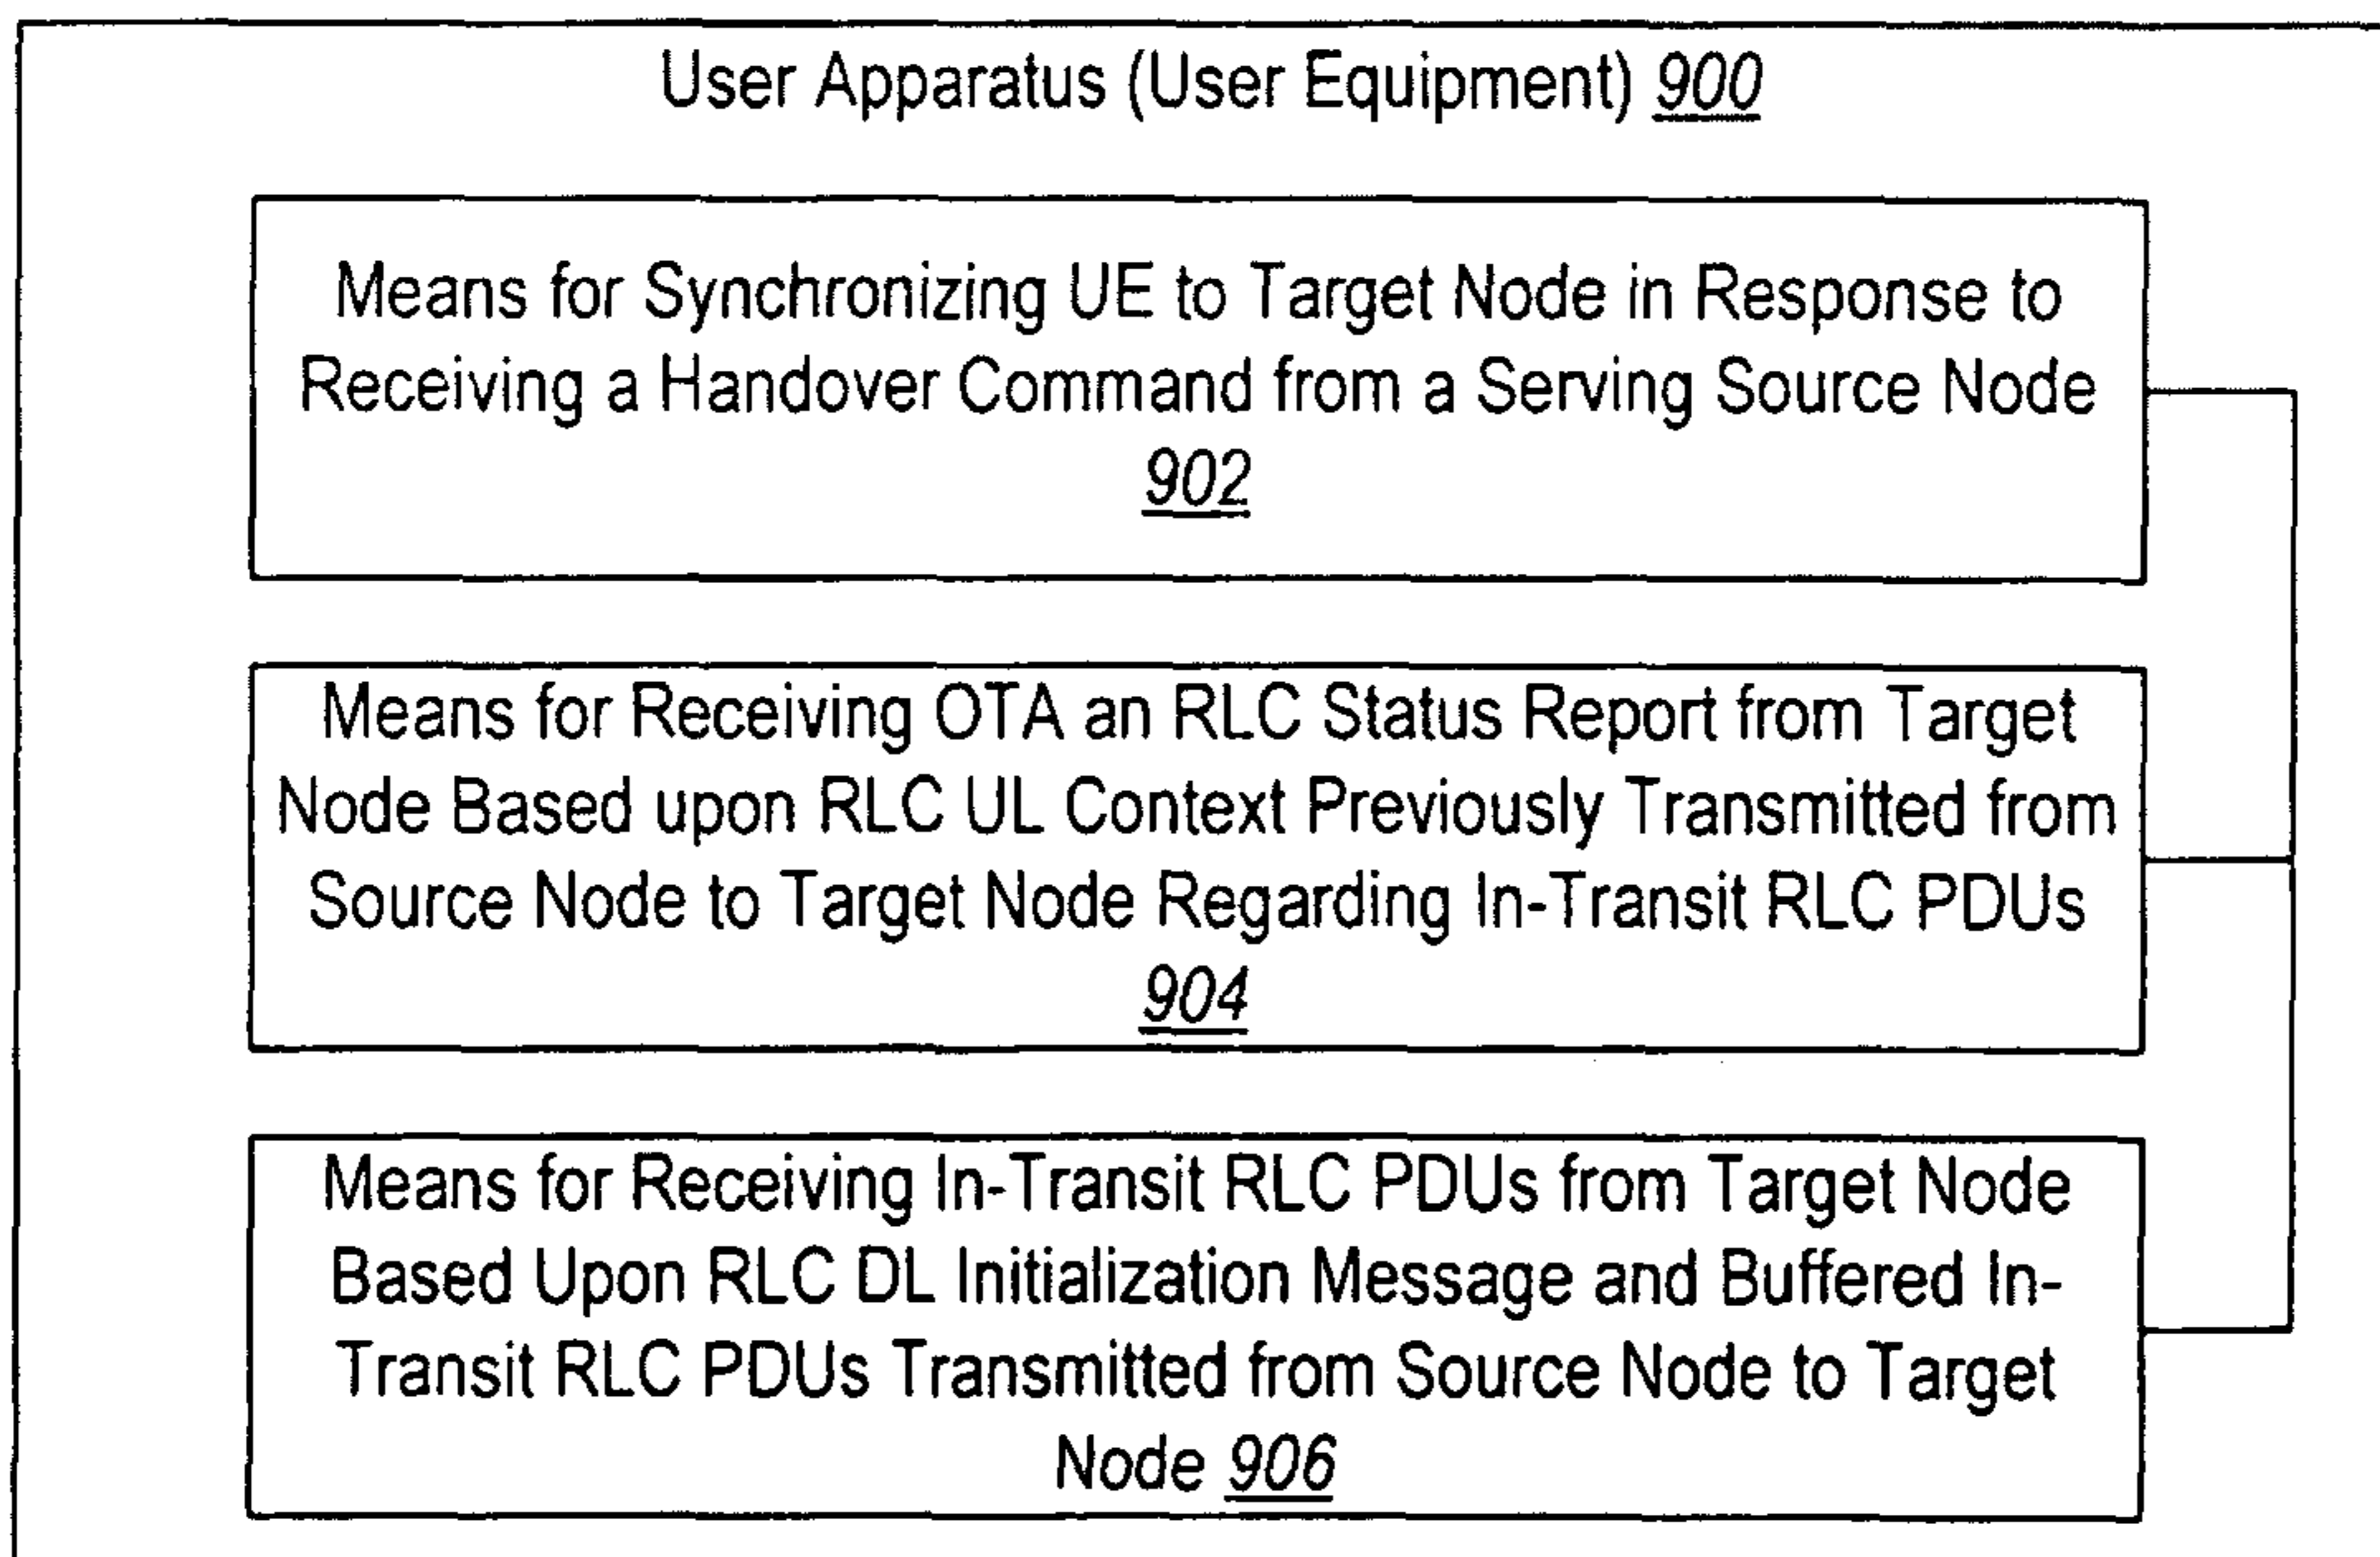 User Apparatus (User Equipment) 900
Means for Synchronizing UE to Target Node in Response to
Receiving a Handover Command from a Serving Source Node
902
Means for Receiving OTA an RLC Status Report from Target
Node Based upon RLC UL Context Previously Transmitted from
Source Node to Target Node Regarding In-Transit RLC PDUs
904
Means for Receiving In-Transit RLC PDUs from Target Node
Based Upon RLC DL Initialization Message and Buffered In-
Transit RLC PDUs Transmitted from Source Node to Target
Node 906